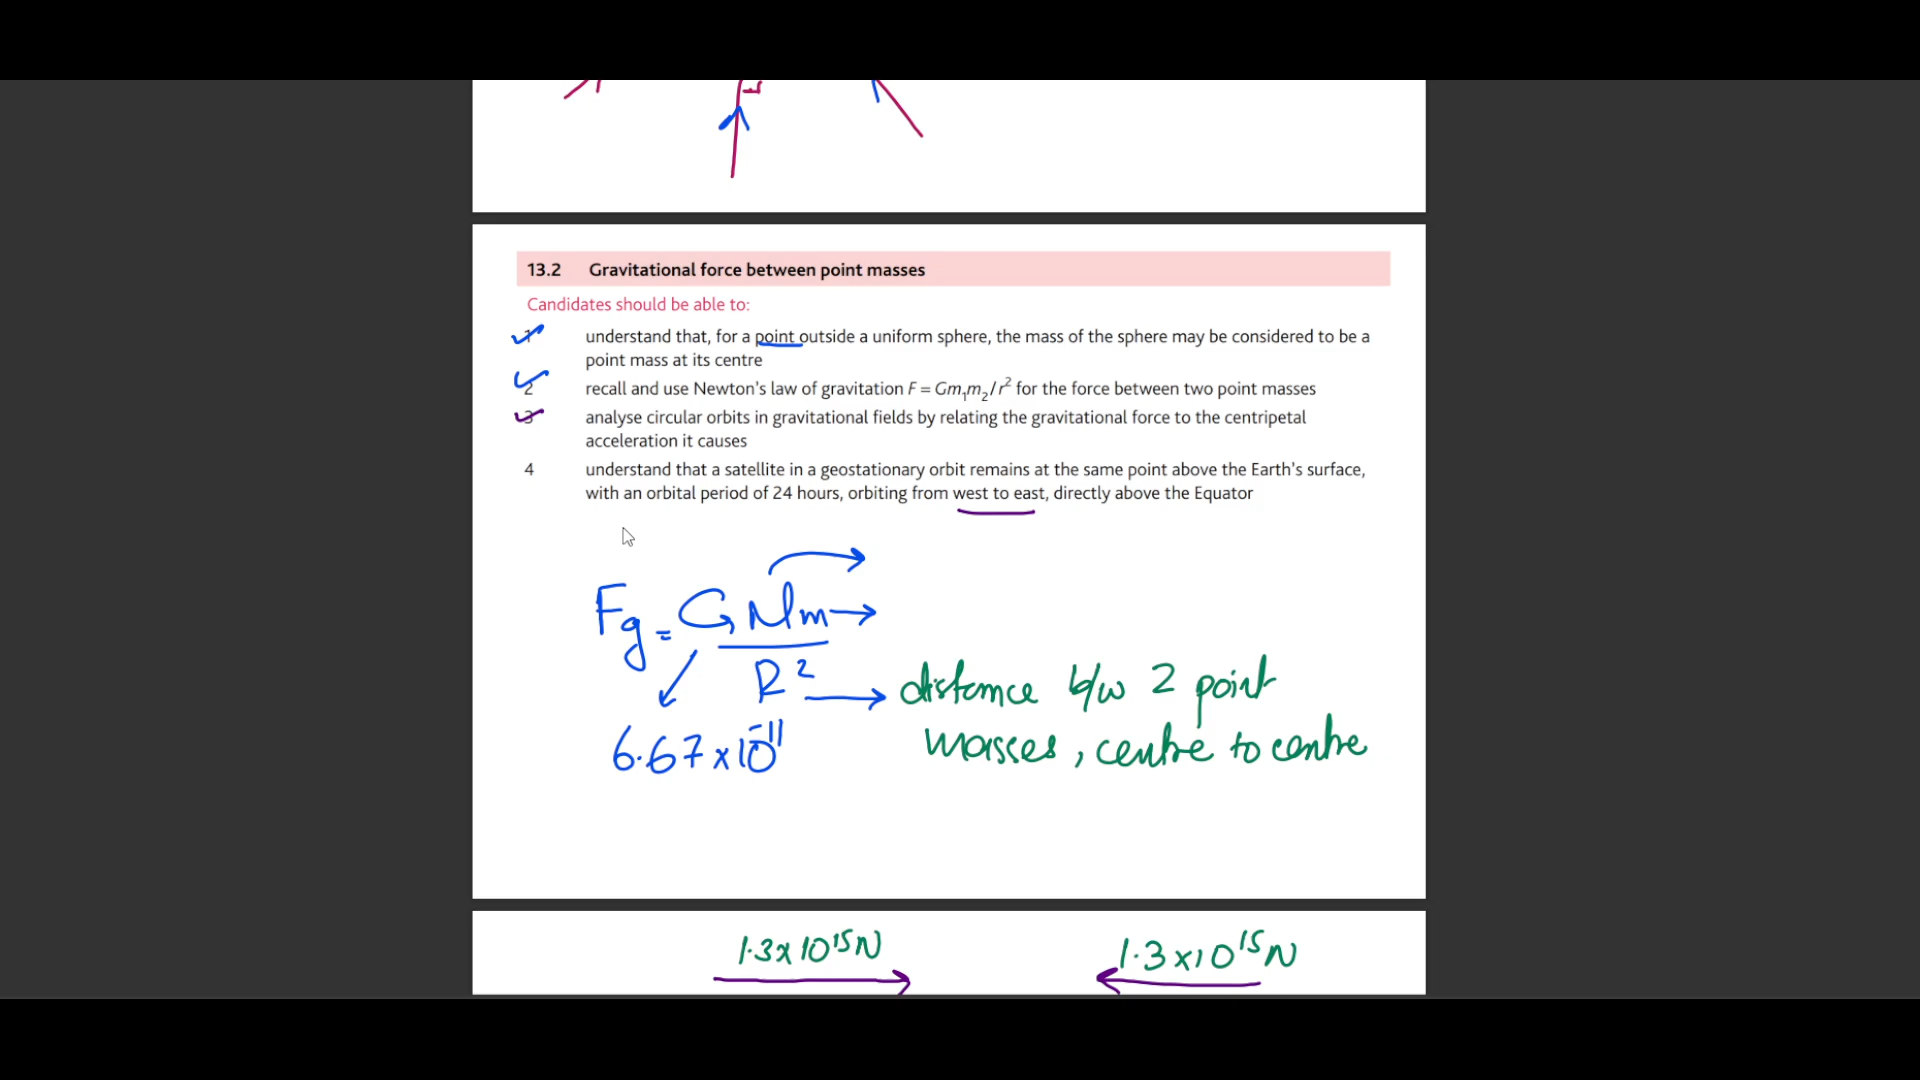 13.2 Gravitational force between point masses
Candidates should be able to:
1 understand that, for a point outside a uniform sphere, the mass of the sphere may be considered to be a
point mass at its centre
2 recall and use Newton's law of gravitation F = Gm₁m₂/r² for the force between two point masses
3 analyse circular orbits in gravitational fields by relating the gravitational force to the centripetal
acceleration it causes
4 understand that a satellite in a geostationary orbit remains at the same point above the Earth's surface,
with an orbital period of 24 hours, orbiting from west to east, directly above the Equator
Fg = GMm
R² → distance b/w 2 point
6.67 x 10⁻¹¹ masses, centre to centre
1.3 x 10¹⁵ N 1.3 x 10¹⁵ N